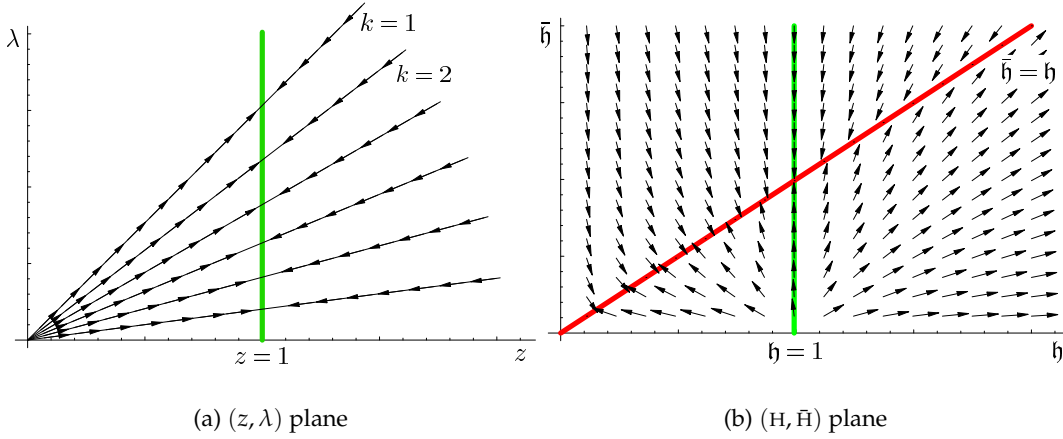 λ
k = 1
k = 2
z = 1
z
(a) (z, λ) plane
𝔥̄
𝔥̄ = 𝔥
𝔥 = 1
𝔥
(b) (H, H̄) plane